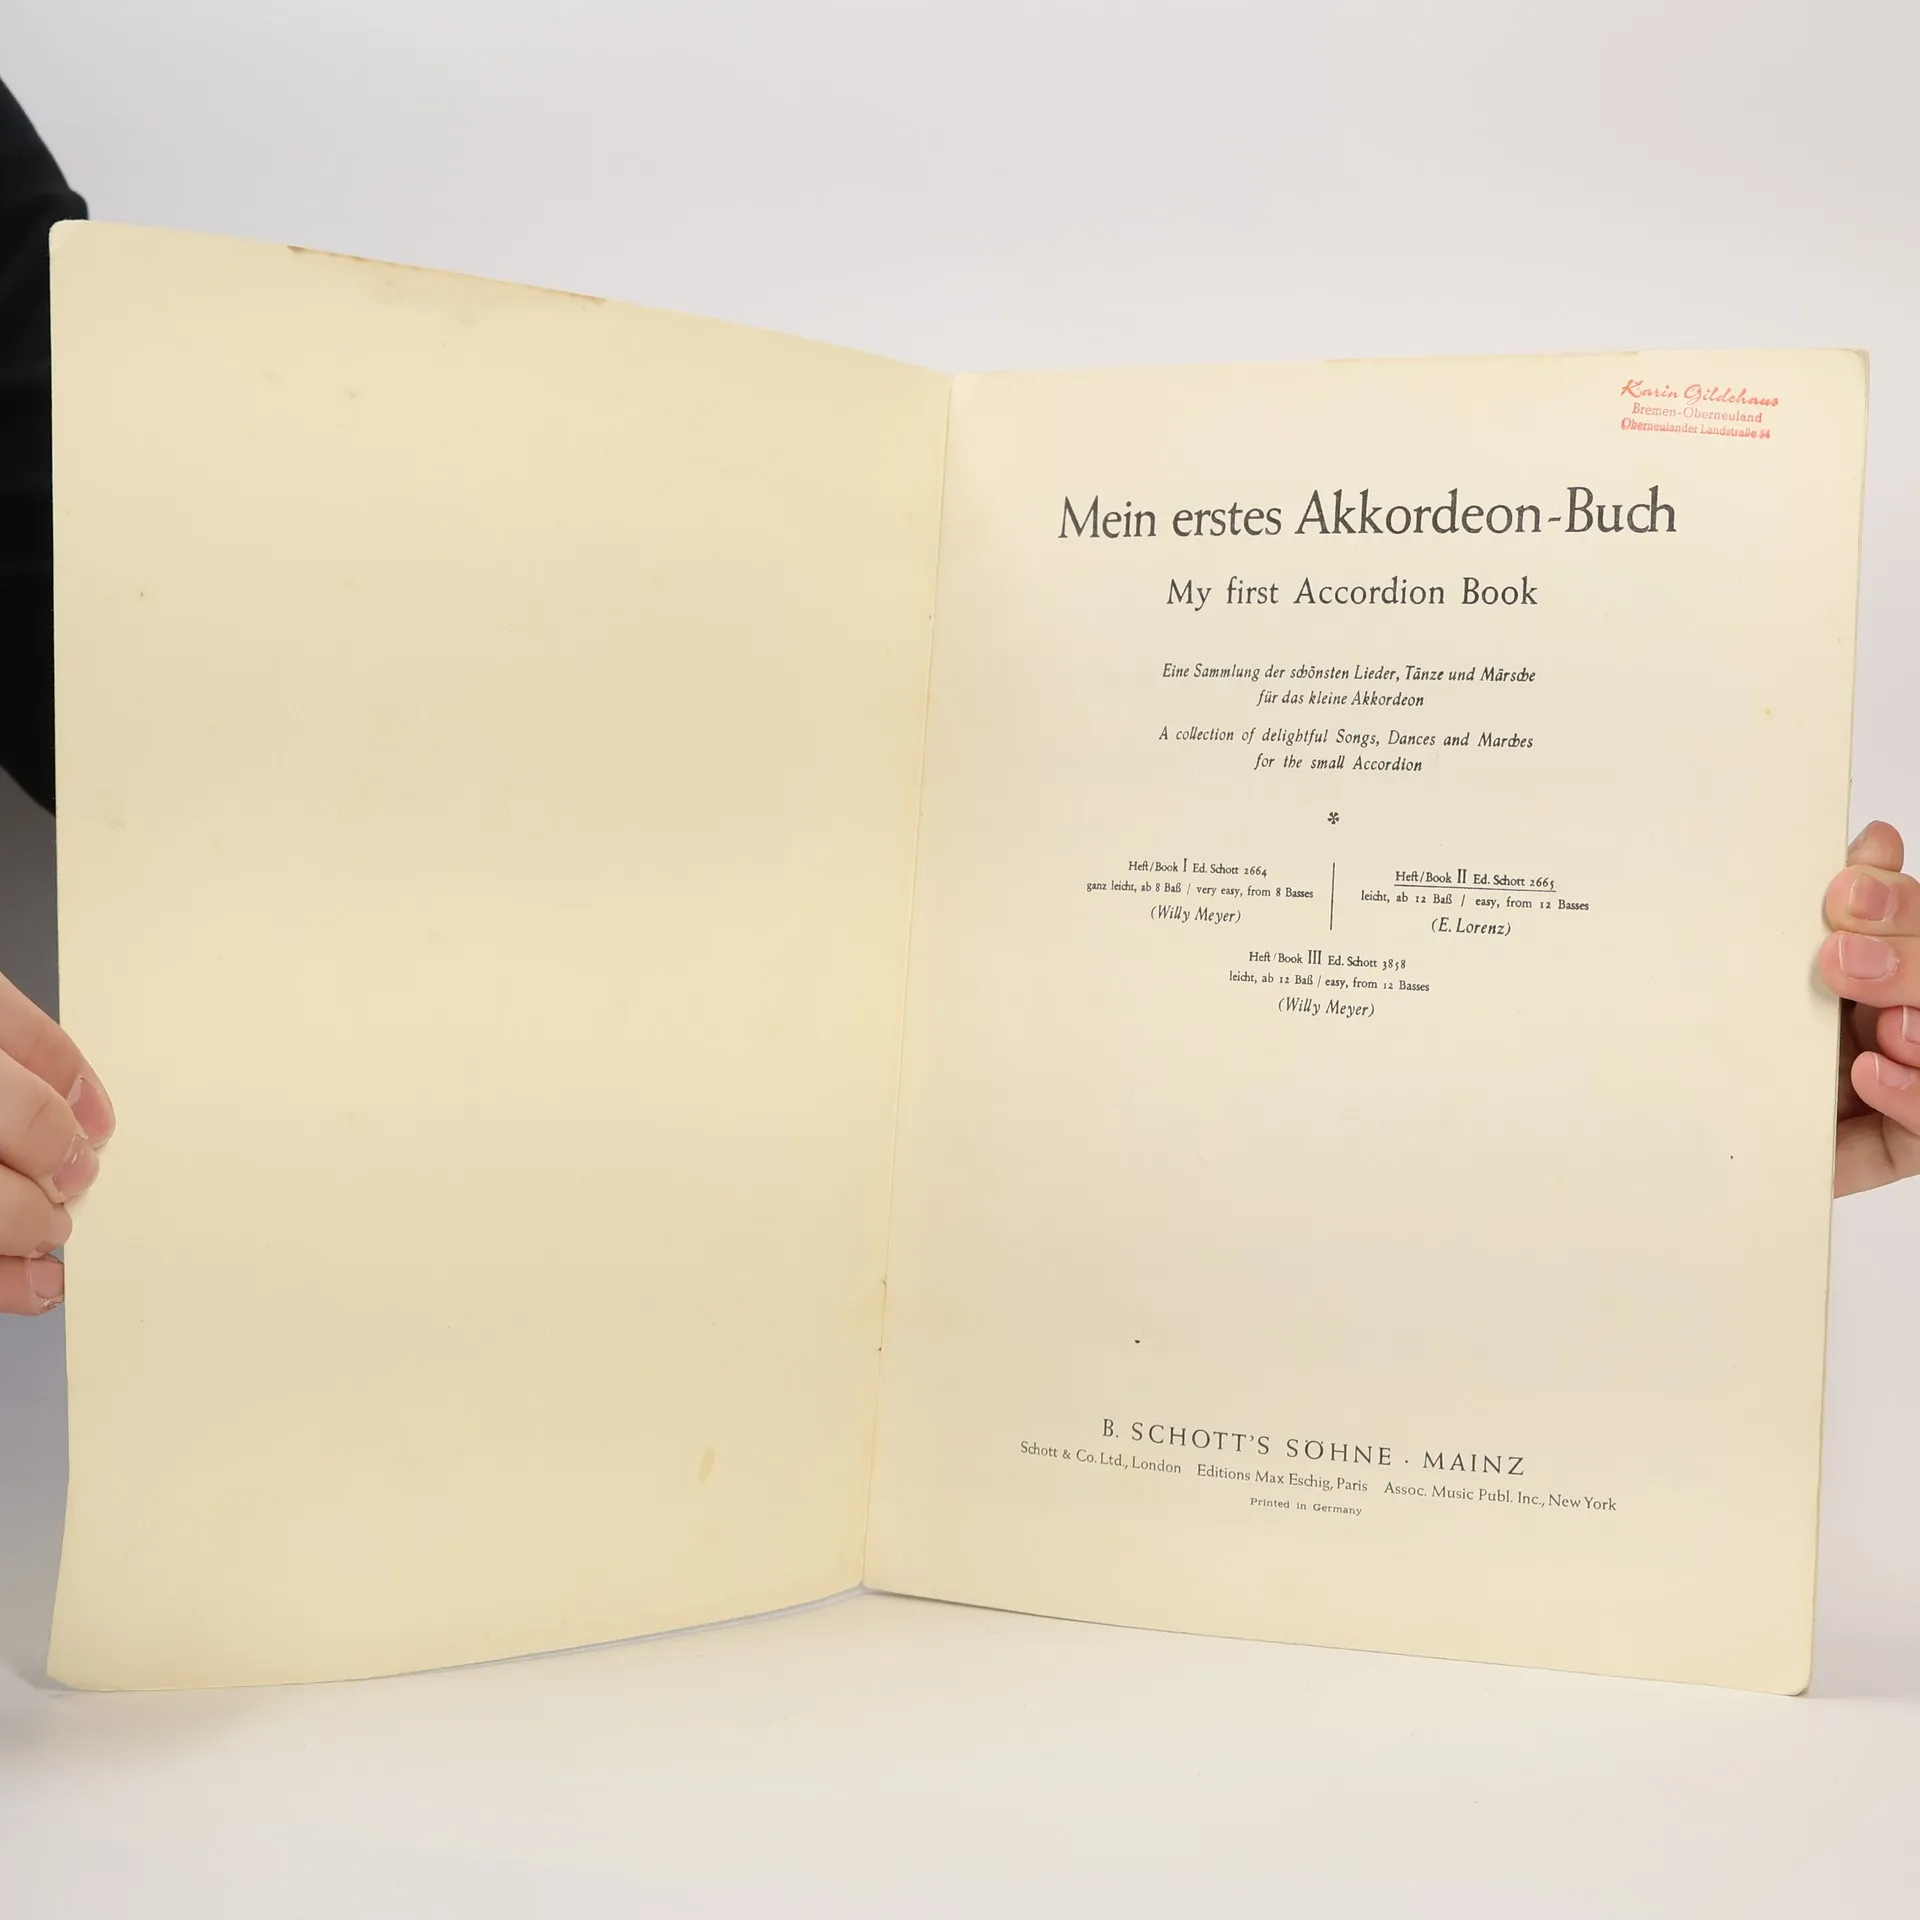 Karin Gildehaus
Bremen-Oberneuland
Oberneulander Landstraße 54
Mein erstes Akkordeon-Buch
My first Accordion Book
Eine Sammlung der schönsten Lieder, Tänze und Märsche
für das kleine Akkordeon
A collection of delightful Songs, Dances and Marches
for the small Accordion
Heft/Book I Ed. Schott 2664
ganz leicht, ab 8 Baß / very easy, from 8 Basses
(Willy Meyer)
Heft/Book II Ed. Schott 2665
leicht, ab 12 Baß / easy, from 12 Basses
(E. Lorenz)
Heft/Book III Ed. Schott 3858
leicht, ab 12 Baß / easy, from 12 Basses
(Willy Meyer)
B. SCHOTT'S SÖHNE · MAINZ
Schott & Co. Ltd., London Editions Max Eschig, Paris Assoc. Music Publ. Inc., New York
Printed in Germany